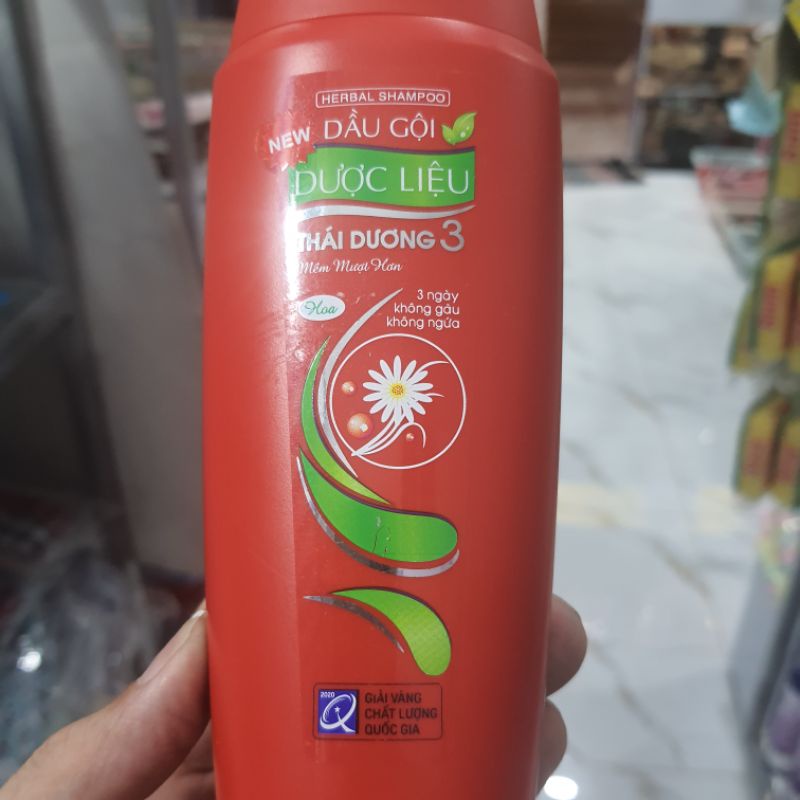 HERBAL SHAMPOO
NEW
DẦU GỘI
DƯỢC LIỆU
THÁI DƯƠNG 3
Mềm Mượt Hơn
Hoa
3 ngày
không gàu
không ngứa
2020
GIẢI VÀNG
CHẤT LƯỢNG
QUỐC GIA